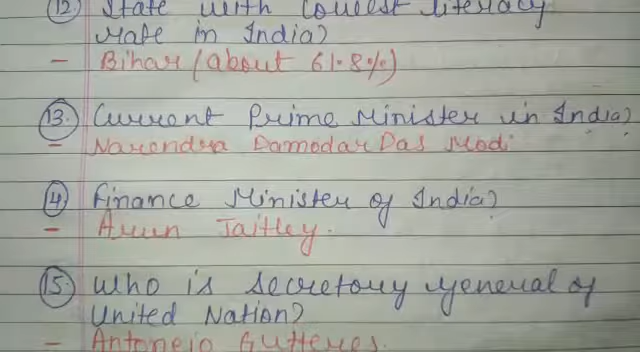 12 State with lowest literacy
rate in India?
- Bihar (about 61.8%)
13. Current Prime Minister in India?
- Narendra Damodar Das Modi
14 Finance Minister of India?
- Arun Jaitley.
15. Who is Secretory general of
United Nation?
- Antoneio Gutteres.